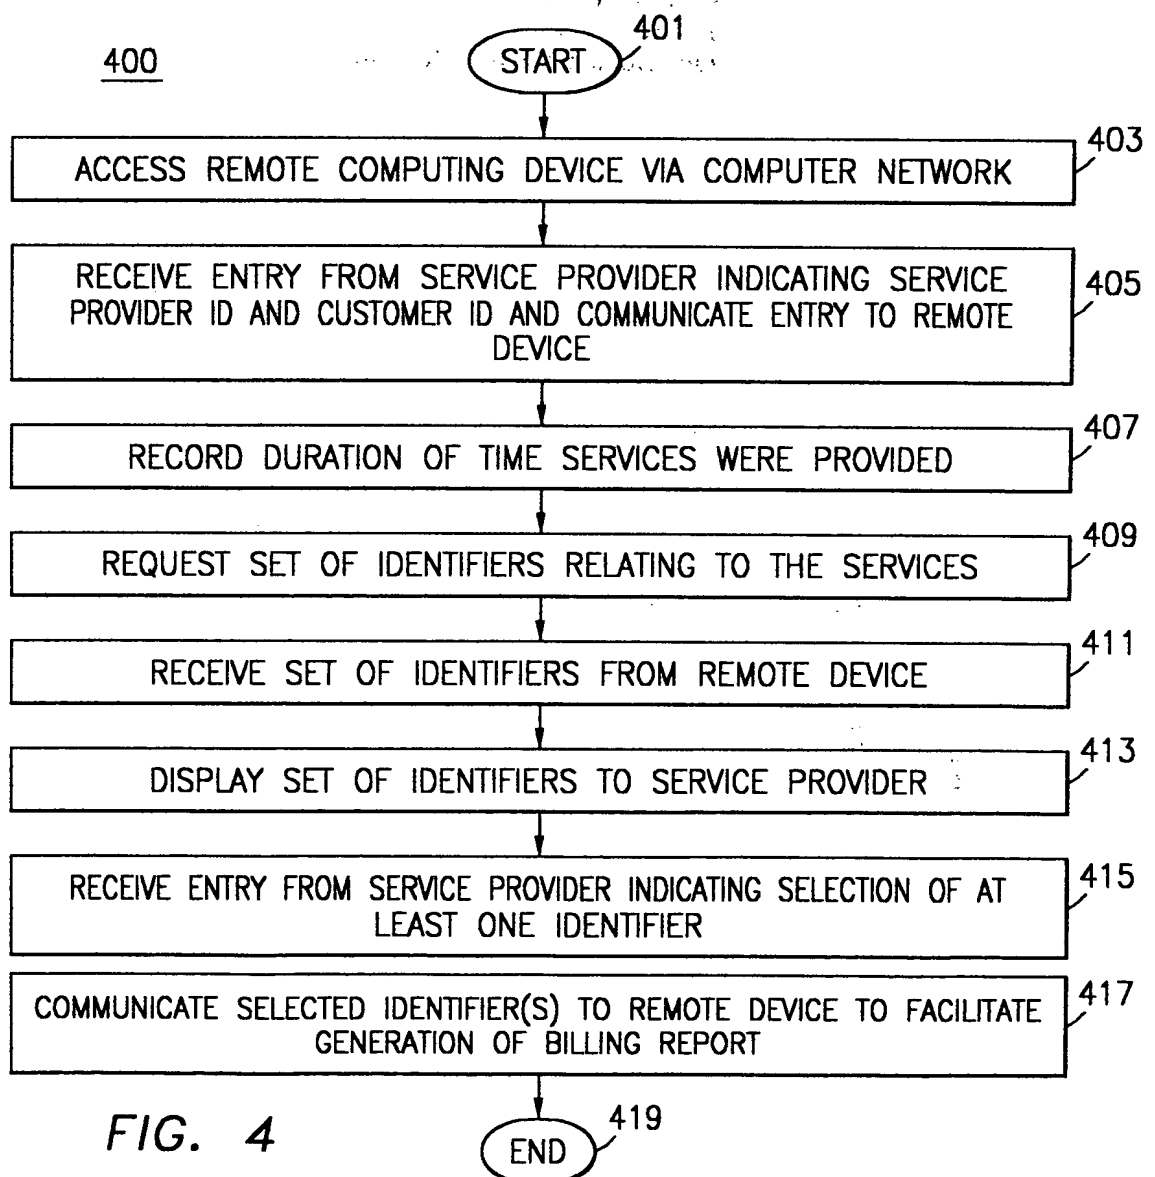 400
START
401
ACCESS REMOTE COMPUTING DEVICE VIA COMPUTER NETWORK
403
RECEIVE ENTRY FROM SERVICE PROVIDER INDICATING SERVICE
PROVIDER ID AND CUSTOMER ID AND COMMUNICATE ENTRY TO REMOTE
DEVICE
405
RECORD DURATION OF TIME SERVICES WERE PROVIDED
407
REQUEST SET OF IDENTIFIERS RELATING TO THE SERVICES
409
RECEIVE SET OF IDENTIFIERS FROM REMOTE DEVICE
411
DISPLAY SET OF IDENTIFIERS TO SERVICE PROVIDER
413
RECEIVE ENTRY FROM SERVICE PROVIDER INDICATING SELECTION OF AT
LEAST ONE IDENTIFIER
415
COMMUNICATE SELECTED IDENTIFIER(S) TO REMOTE DEVICE TO FACILITATE
GENERATION OF BILLING REPORT
417
END
419
FIG. 4